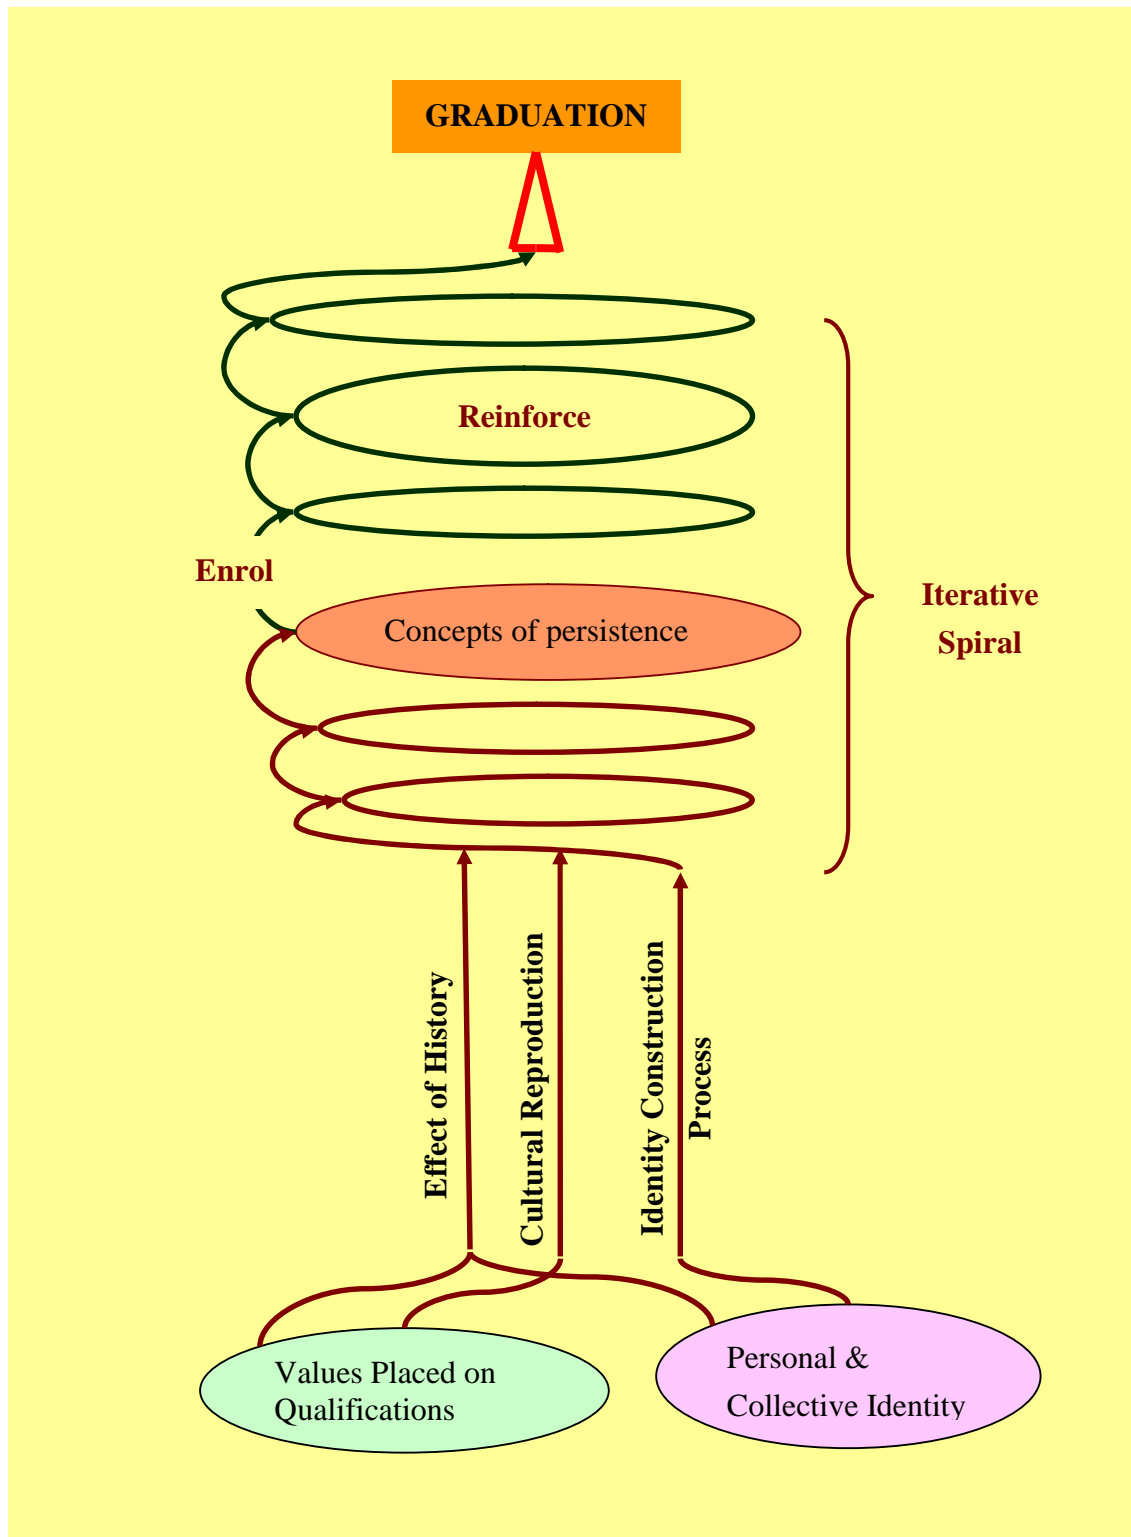 GRADUATION
Reinforce
Enrol
Concepts of persistence
Iterative
Spiral
Effect of History
Cultural Reproduction
Identity Construction
Process
Values Placed on
Qualifications
Personal &
Collective Identity